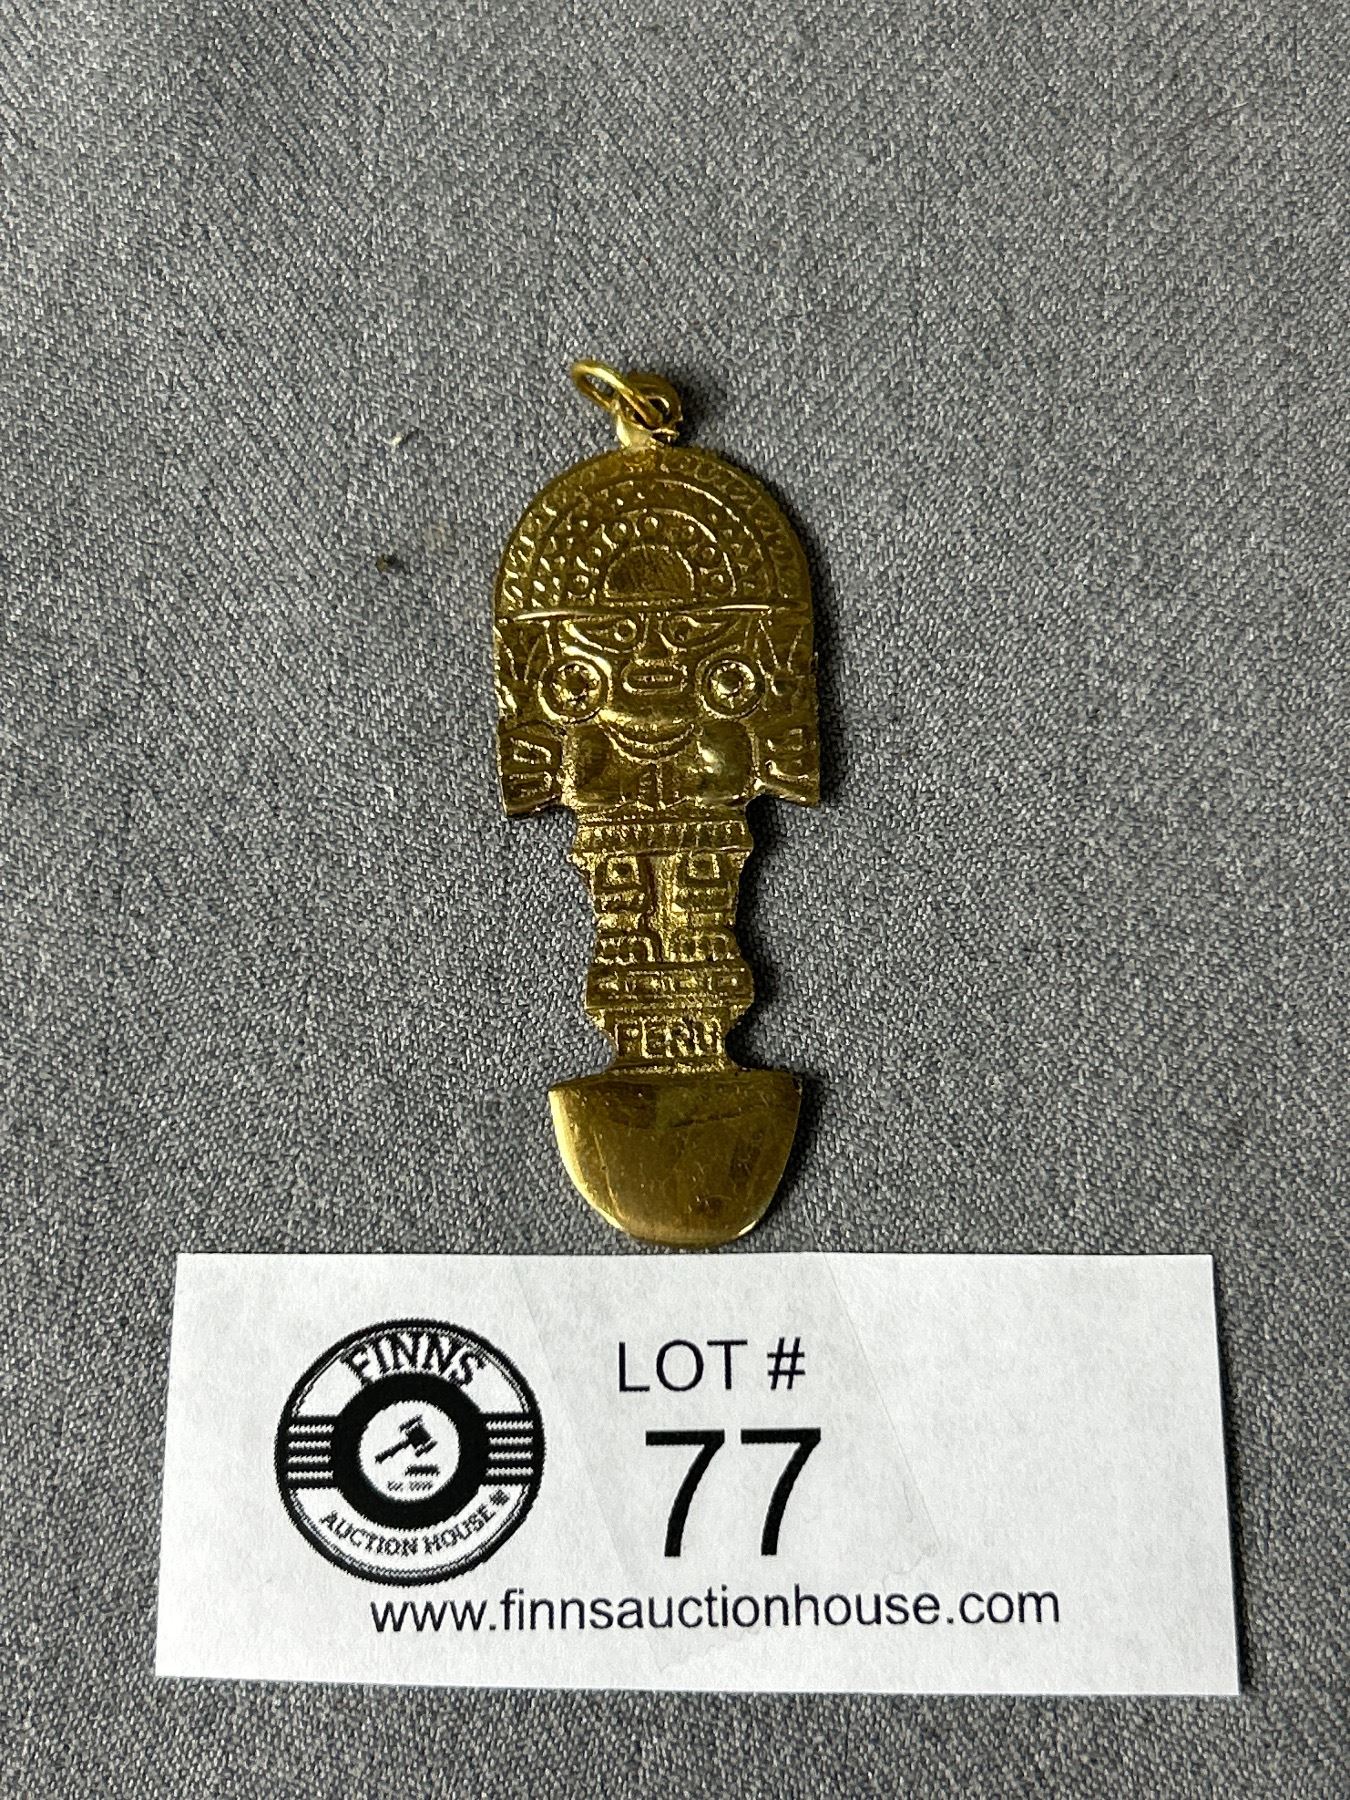 PERU
FINNS
AUCTION HOUSE
LOT #
77
www.finnsauctionhouse.com